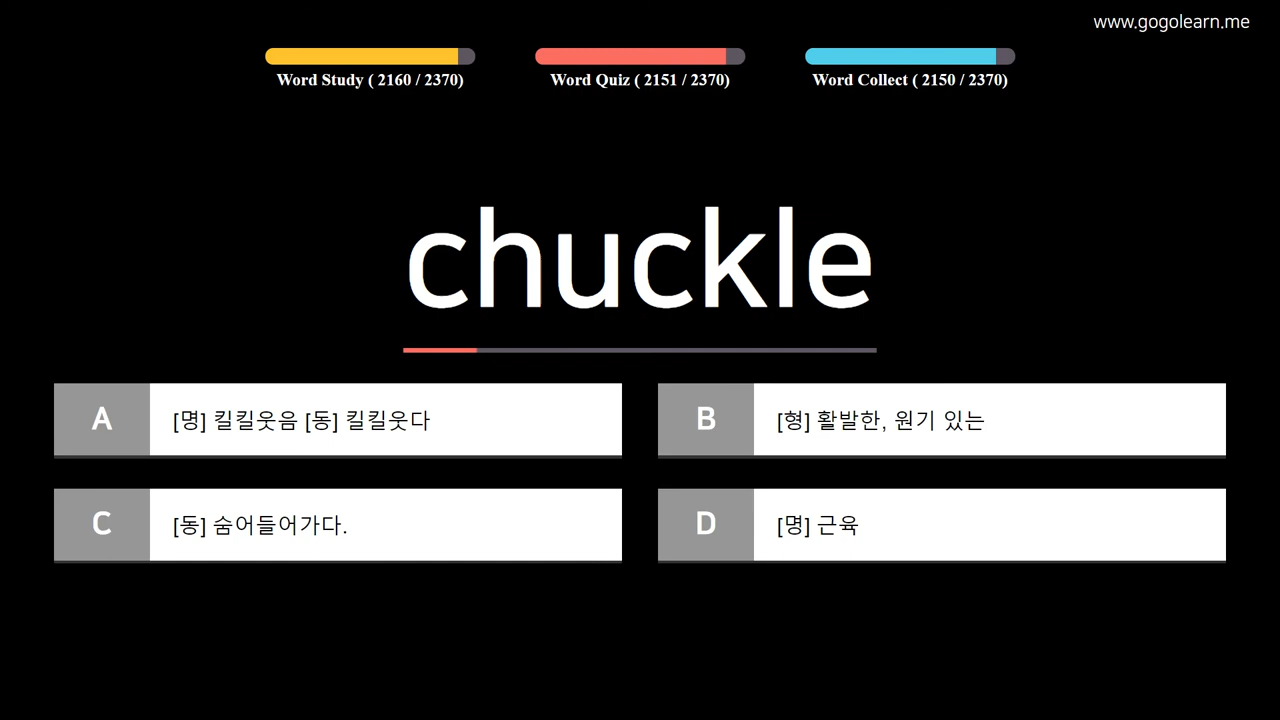 www.gogolearn.me
Word Study ( 2160 / 2370)
Word Quiz ( 2151 / 2370)
Word Collect ( 2150 / 2370)
chuckle
A [명] 킬킬웃음 [동] 킬킬웃다
B [형] 활발한, 원기 있는
C [동] 숨어들어가다.
D [명] 근육